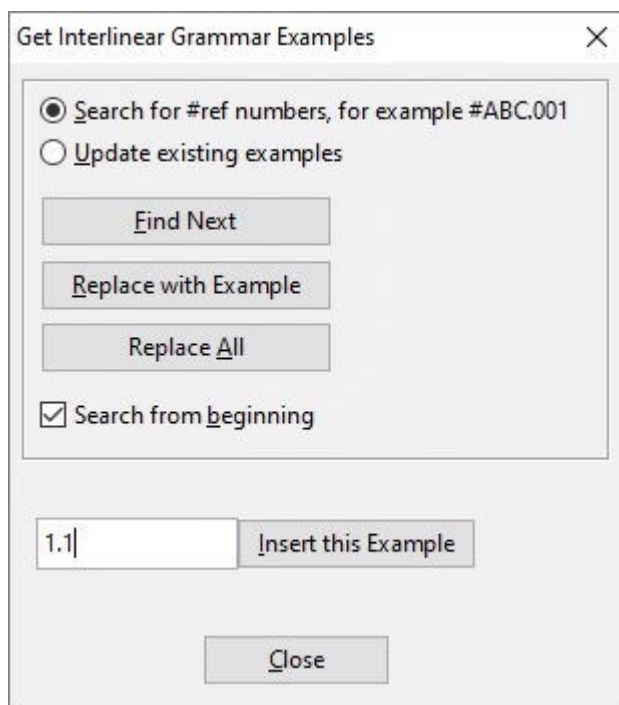 Get Interlinear Grammar Examples
Search for #ref numbers, for example #ABC.001
Update existing examples
Find Next
Replace with Example
Replace All
Search from beginning
1.1 Insert this Example
Close